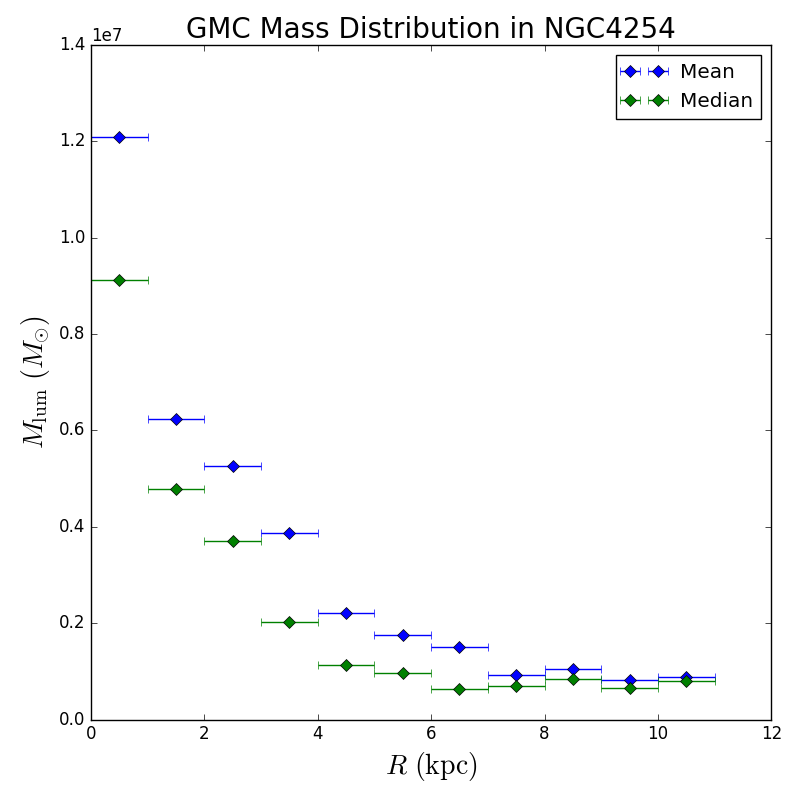 GMC Mass Distribution in NGC4254
1e7
1.4
1.2
1.0
0.8
0.6
0.4
0.2
0.0
0 2 4 6 8 10 12
M_lum (M_⊙)
R (kpc)
Mean
Median